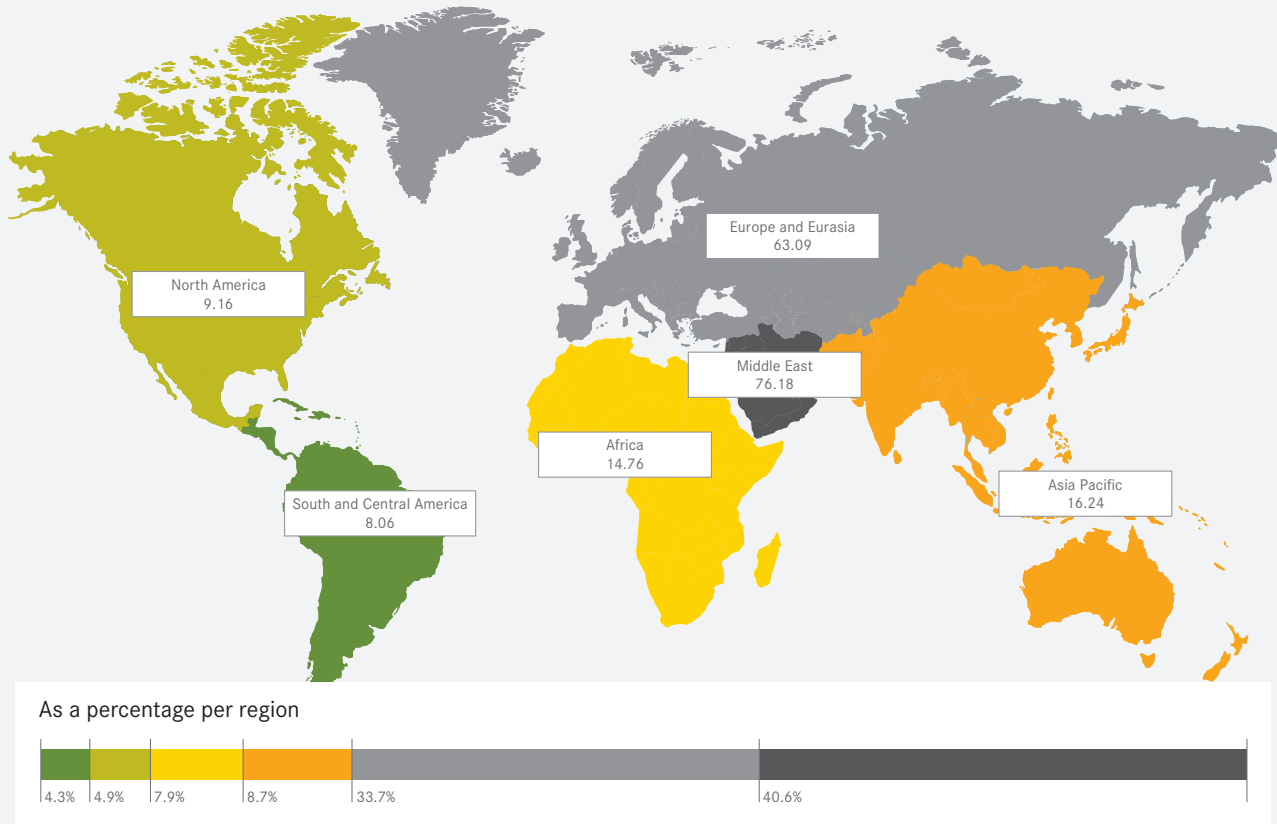 Europe and Eurasia
63.09
North America
9.16
Middle East
76.18
Africa
14.76
Asia Pacific
16.24
South and Central America
8.06
As a percentage per region
4.3% 4.9% 7.9% 8.7% 33.7% 40.6%